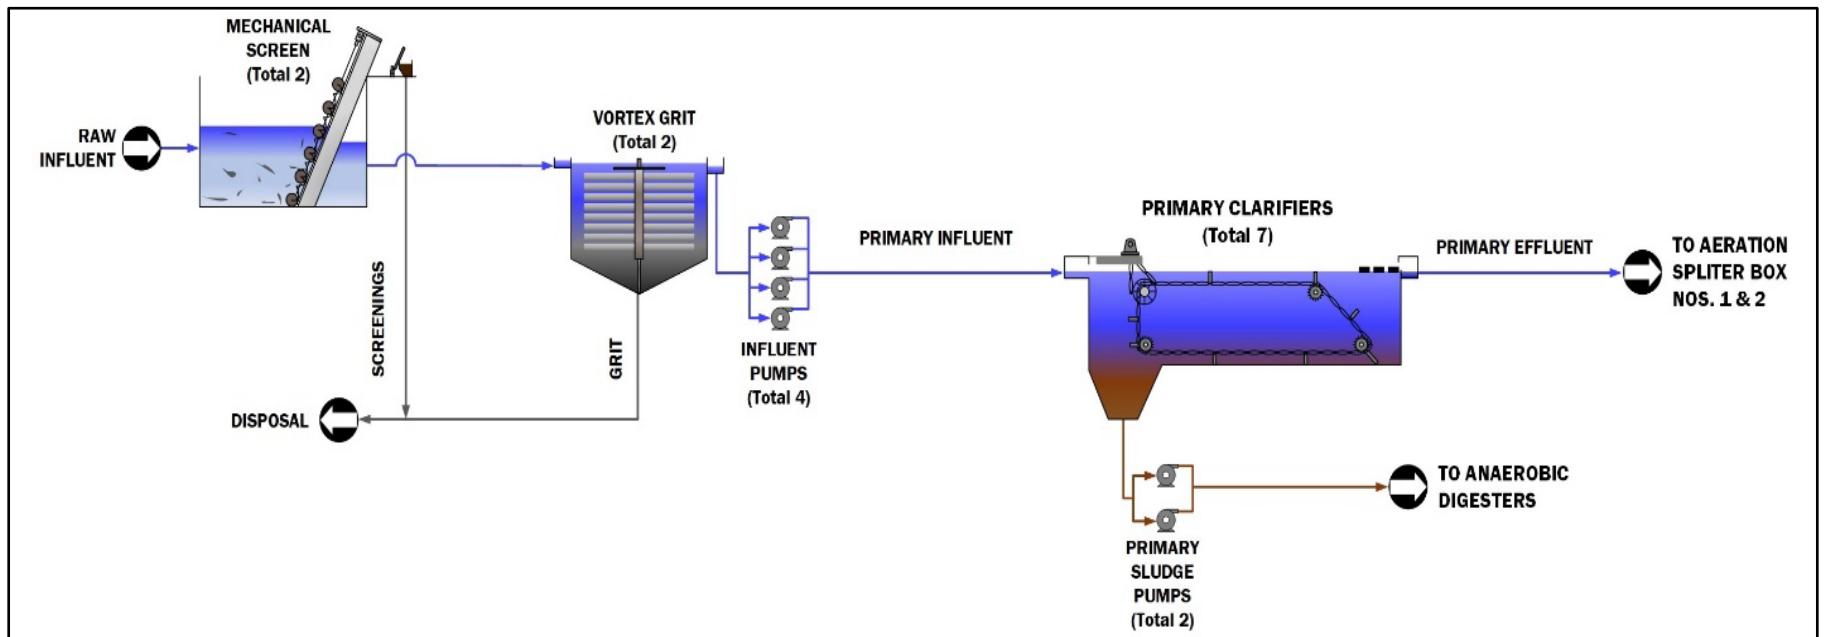 MECHANICAL
SCREEN
(Total 2)
RAW
INFLUENT
VORTEX GRIT
(Total 2)
SCREENINGS
GRIT
DISPOSAL
INFLUENT
PUMPS
(Total 4)
PRIMARY INFLUENT
PRIMARY CLARIFIERS
(Total 7)
PRIMARY EFFLUENT
TO AERATION
SPLITER BOX
NOS. 1 & 2
TO ANAEROBIC
DIGESTERS
PRIMARY
SLUDGE
PUMPS
(Total 2)